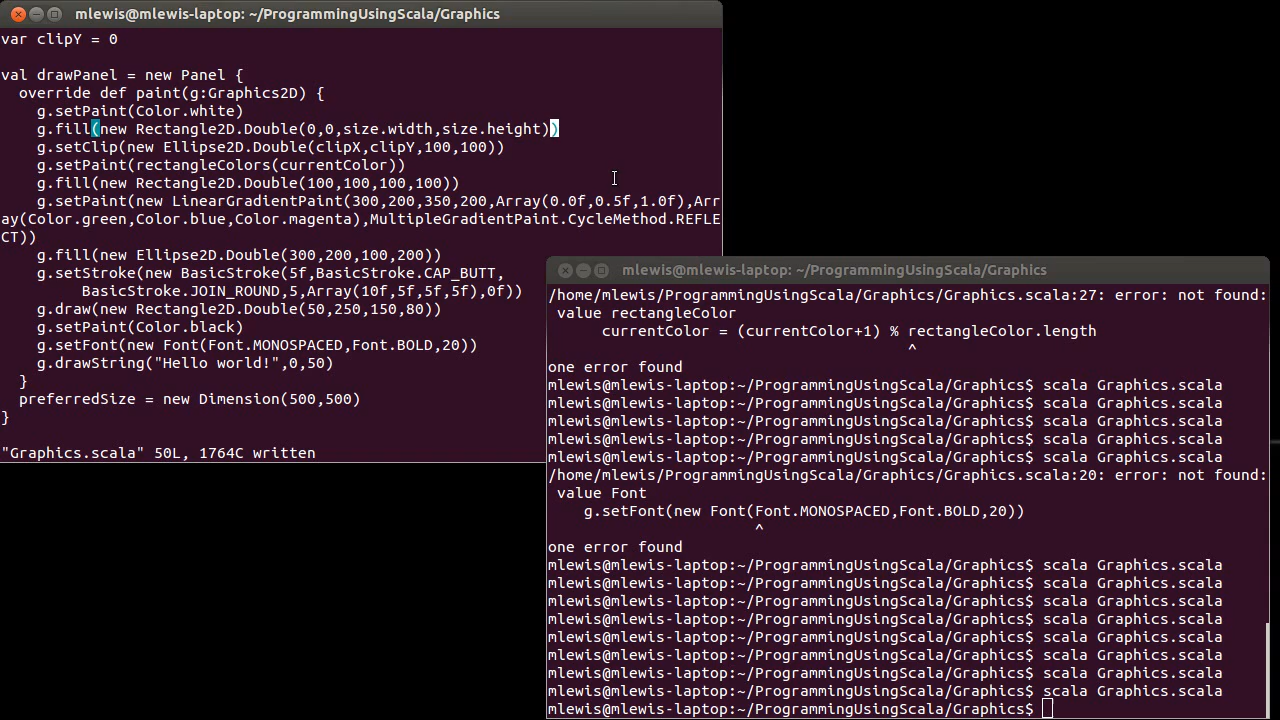 mlewis@mlewis-laptop: ~/ProgrammingUsingScala/Graphics
var clipY = 0
val drawPanel = new Panel {
override def paint(g:Graphics2D) {
g.setPaint(Color.white)
g.fill(new Rectangle2D.Double(0,0,size.width,size.height))
g.setClip(new Ellipse2D.Double(clipX,clipY,100,100))
g.setPaint(rectangleColors(currentColor))
g.fill(new Rectangle2D.Double(100,100,100,100))
g.setPaint(new LinearGradientPaint(300,200,350,200,Array(0.0f,0.5f,1.0f),Arr
ay(Color.green,Color.blue,Color.magenta),MultipleGradientPaint.CycleMethod.REFLE
CT))
g.fill(new Ellipse2D.Double(300,200,100,200))
g.setStroke(new BasicStroke(5f,BasicStroke.CAP_BUTT,
BasicStroke.JOIN_ROUND,5,Array(10f,5f,5f,5f),0f))
g.draw(new Rectangle2D.Double(50,250,150,80))
g.setPaint(Color.black)
g.setFont(new Font(Font.MONOSPACED,Font.BOLD,20))
g.drawString("Hello world!",0,50)
}
preferredSize = new Dimension(500,500)
}
"Graphics.scala" 50L, 1764C written
mlewis@mlewis-laptop: ~/ProgrammingUsingScala/Graphics
/home/mlewis/ProgrammingUsingScala/Graphics/Graphics.scala:27: error: not found:
value rectangleColor
currentColor = (currentColor+1) % rectangleColor.length
^
one error found
mlewis@mlewis-laptop:~/ProgrammingUsingScala/Graphics$ scala Graphics.scala
mlewis@mlewis-laptop:~/ProgrammingUsingScala/Graphics$ scala Graphics.scala
mlewis@mlewis-laptop:~/ProgrammingUsingScala/Graphics$ scala Graphics.scala
mlewis@mlewis-laptop:~/ProgrammingUsingScala/Graphics$ scala Graphics.scala
mlewis@mlewis-laptop:~/ProgrammingUsingScala/Graphics$ scala Graphics.scala
/home/mlewis/ProgrammingUsingScala/Graphics/Graphics.scala:20: error: not found:
value Font
g.setFont(new Font(Font.MONOSPACED,Font.BOLD,20))
^
one error found
mlewis@mlewis-laptop:~/ProgrammingUsingScala/Graphics$ scala Graphics.scala
mlewis@mlewis-laptop:~/ProgrammingUsingScala/Graphics$ scala Graphics.scala
mlewis@mlewis-laptop:~/ProgrammingUsingScala/Graphics$ scala Graphics.scala
mlewis@mlewis-laptop:~/ProgrammingUsingScala/Graphics$ scala Graphics.scala
mlewis@mlewis-laptop:~/ProgrammingUsingScala/Graphics$ scala Graphics.scala
mlewis@mlewis-laptop:~/ProgrammingUsingScala/Graphics$ scala Graphics.scala
mlewis@mlewis-laptop:~/ProgrammingUsingScala/Graphics$ scala Graphics.scala
mlewis@mlewis-laptop:~/ProgrammingUsingScala/Graphics$ scala Graphics.scala
mlewis@mlewis-laptop:~/ProgrammingUsingScala/Graphics$